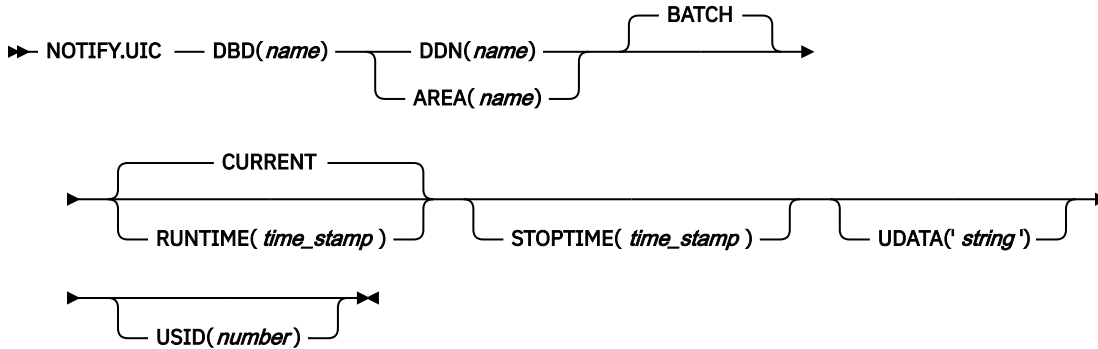 BATCH
NOTIFY.UIC DBD(name) DDN(name)
AREA(name)
CURRENT
RUNTIME( time_stamp ) STOPTIME( time_stamp ) UDATA(' string ')
USID(number)